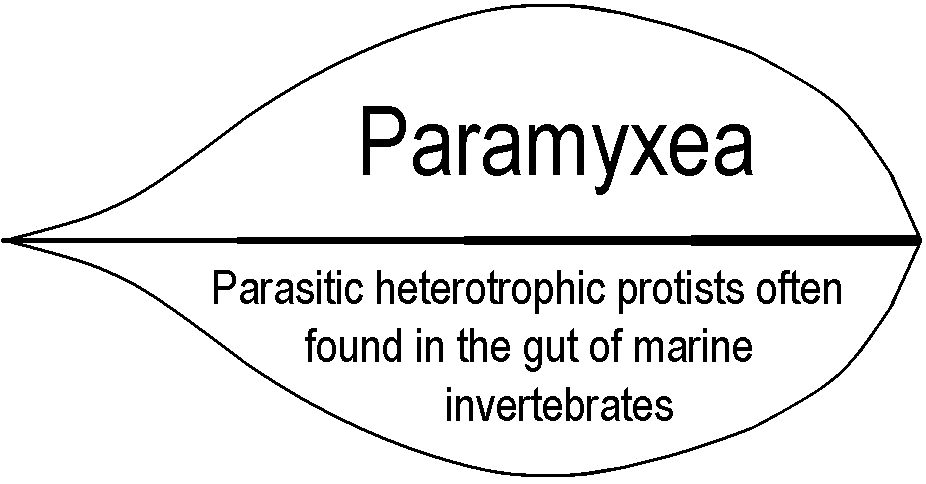 Paramyxea
Parasitic heterotrophic protists often
found in the gut of marine
invertebrates